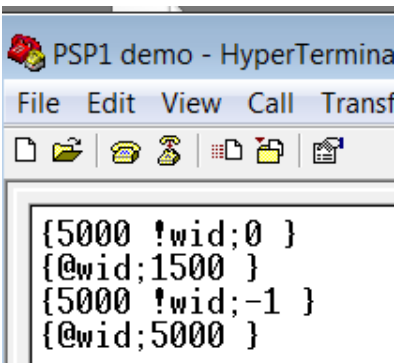 PSP1 demo - HyperTermina
File Edit View Call Transf
{5000 !wid;0 }
{@wid;1500 }
{5000 !wid;-1 }
{@wid;5000 }